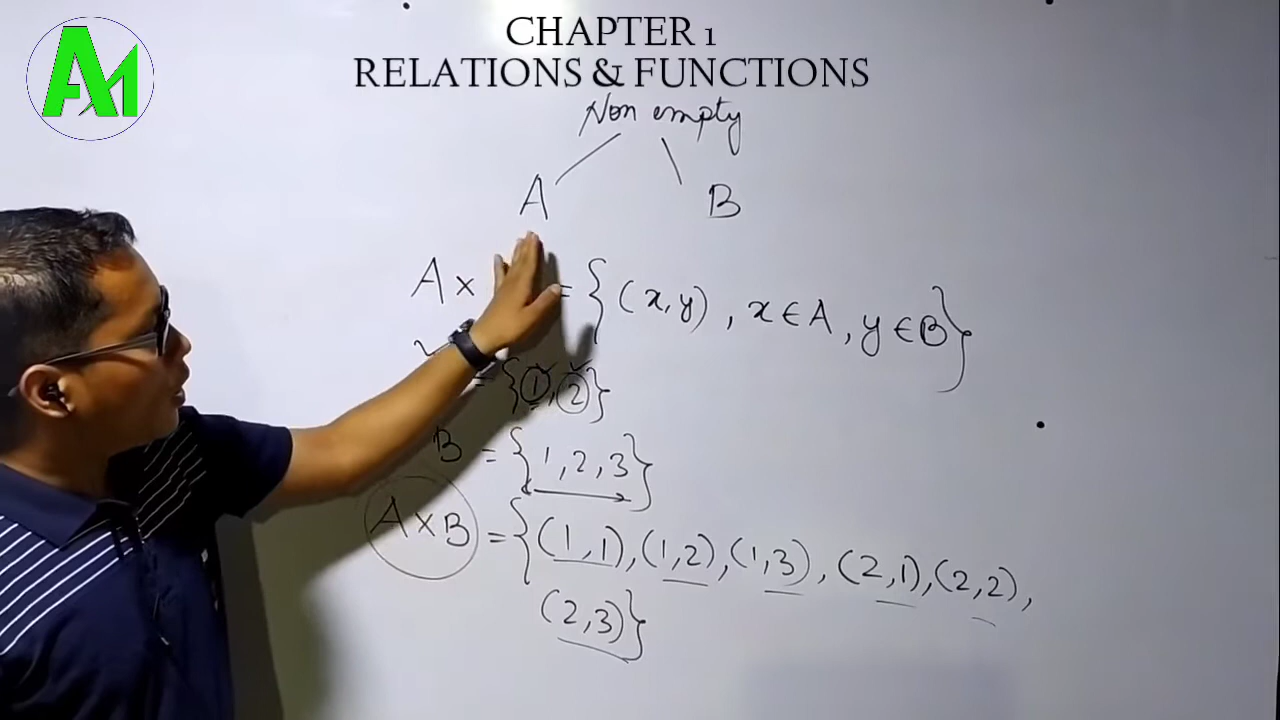 AM
CHAPTER 1
RELATIONS & FUNCTIONS
Non empty
A B
A × = {(x,y), x ∈ A, y ∈ B}
= {1, 2}
B = {1, 2, 3}
A × B = {(1,1), (1,2), (1,3), (2,1), (2,2),
(2,3)}